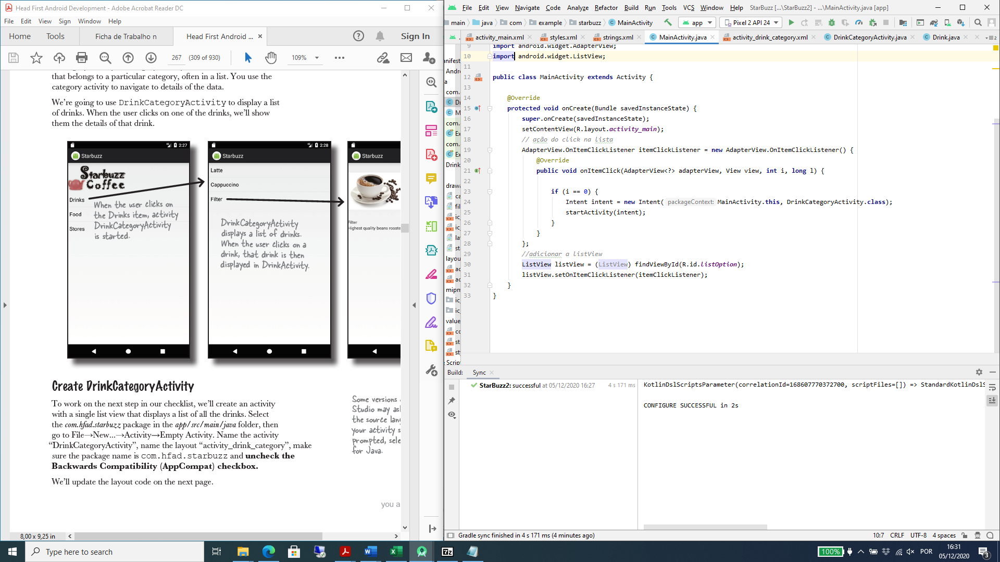 Head First Android Development - Adobe Acrobat Reader DC
File Edit View Sign Window Help
Home Tools Ficha de Trabalho n Head First Android ... × Sign In
267 (309 of 930) 109%
that belongs to a particular category, often in a list. You use the
category activity to navigate to details of the data.
We're going to use DrinkCategoryActivity to display a list
of drinks. When the user clicks on one of the drinks, we'll show
them the details of that drink.
2:27
Starbuzz
Starbuzz
Coffee
Drinks
Food
Stores
When the user clicks on
the Drinks item, activity
DrinkCategoryActivity
is started.
2:28
Starbuzz
Latte
Cappuccino
Filter
DrinkCategoryActivity
displays a list of drinks.
When the user clicks on a
drink, that drink is then
displayed in DrinkActivity.
Starbuzz
Filter
Highest quality beans roaste
Create DrinkCategoryActivity
To work on the next step in our checklist, we'll create an activity
with a single list view that displays a list of all the drinks. Select
the com.hfad.starbuzz package in the app/src/main/java folder, then
go to File→New...→Activity→Empty Activity. Name the activity
“DrinkCategoryActivity”, name the layout “activity_drink_category”, make
sure the package name is com.hfad.starbuzz and uncheck the
Backwards Compatibility (AppCompat) checkbox.
We'll update the layout code on the next page.
Some versions
Studio may as
the source lan
your activity s
prompted, sele
for Java.
you a
8,00 x 9,25 in
File Edit View Navigate Code Analyze Refactor Build Run Tools VCS Window Help StarBuzz [...\StarBuzz2] - ...\MainActivity.java [app]
main java com example starbuzz MainActivity app Pixel 2 API 24
activity_main.xml styles.xml strings.xml MainActivity.java activity_drink_category.xml DrinkCategoryActivity.java Drink.java
nifest
Andro
a
com.
Dr
M
com.
Ex
com.
Ex
Drink
drawa
ca
fil
ic_
ic_
la
st
layou
ac
ac
mipm
ic_
ic_
value
co
st
sty
Scrip
9 import android.widget.AdapterView;
10 import android.widget.ListView;
11
12 public class MainActivity extends Activity {
13
14 @Override
15 protected void onCreate(Bundle savedInstanceState) {
16 super.onCreate(savedInstanceState);
17 setContentView(R.layout.activity_main);
18 // ação do click na lista
19 AdapterView.OnItemClickListener itemClickListener = new AdapterView.OnItemClickListener() {
20 @Override
21 public void onItemClick(AdapterView<?> adapterView, View view, int i, long l) {
22
23 if (i == 0) {
24 Intent intent = new Intent( packageContext: MainActivity.this, DrinkCategoryActivity.class);
25 startActivity(intent);
26 }
27 }
28 };
29 //adicionar a listView
30 ListView listView = (ListView) findViewById(R.id.listOption);
31 listView.setOnItemClickListener(itemClickListener);
32 }
33 }
Build: Sync ×
StarBuzz2: successful at 05/12/2020 16:27 4 s 171 ms
KotlinDslScriptsParameter(correlationId=168607770372700, scriptFiles=[]) => StandardKotlinDslS
CONFIGURE SUCCESSFUL in 2s
Gradle sync finished in 4 s 171 ms (4 minutes ago) 10:7 CRLF UTF-8 4 spaces
Type here to search
100% POR 16:31
05/12/2020
3